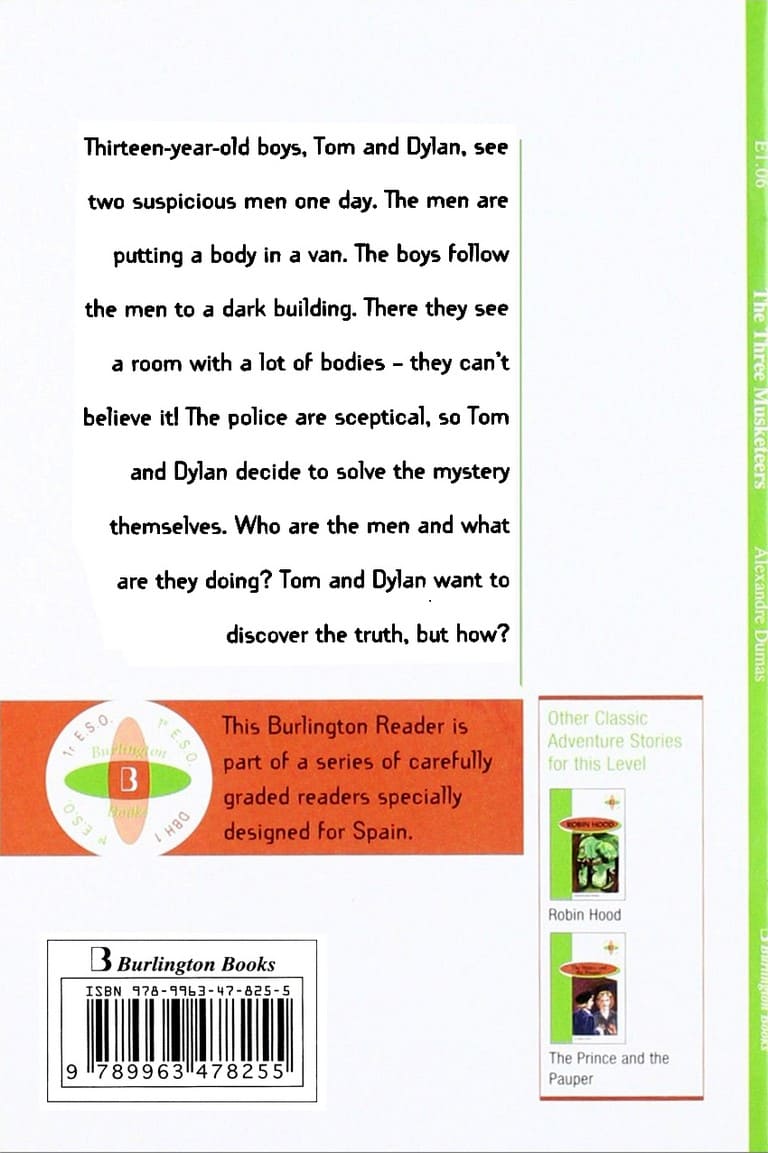 Thirteen-year-old boys, Tom and Dylan, see
two suspicious men one day. The men are
putting a body in a van. The boys follow
the men to a dark building. There they see
a room with a lot of bodies – they can't
believe it! The police are sceptical, so Tom
and Dylan decide to solve the mystery
themselves. Who are the men and what
are they doing? Tom and Dylan want to
discover the truth, but how?
1r E.S.O.
1º E.S.O.
Burlington
B
Books
1º E.S.O.
DBH 1
This Burlington Reader is
part of a series of carefully
graded readers specially
designed for Spain.
Other Classic
Adventure Stories
for this Level
ROBIN HOOD
Robin Hood
The Prince and
the Pauper
The Prince and the
Pauper
B Burlington Books
ISBN 978-9963-47-825-5
9 789963 478255
E1.06
The Three Musketeers
Alexandre Dumas
B Burlington Books